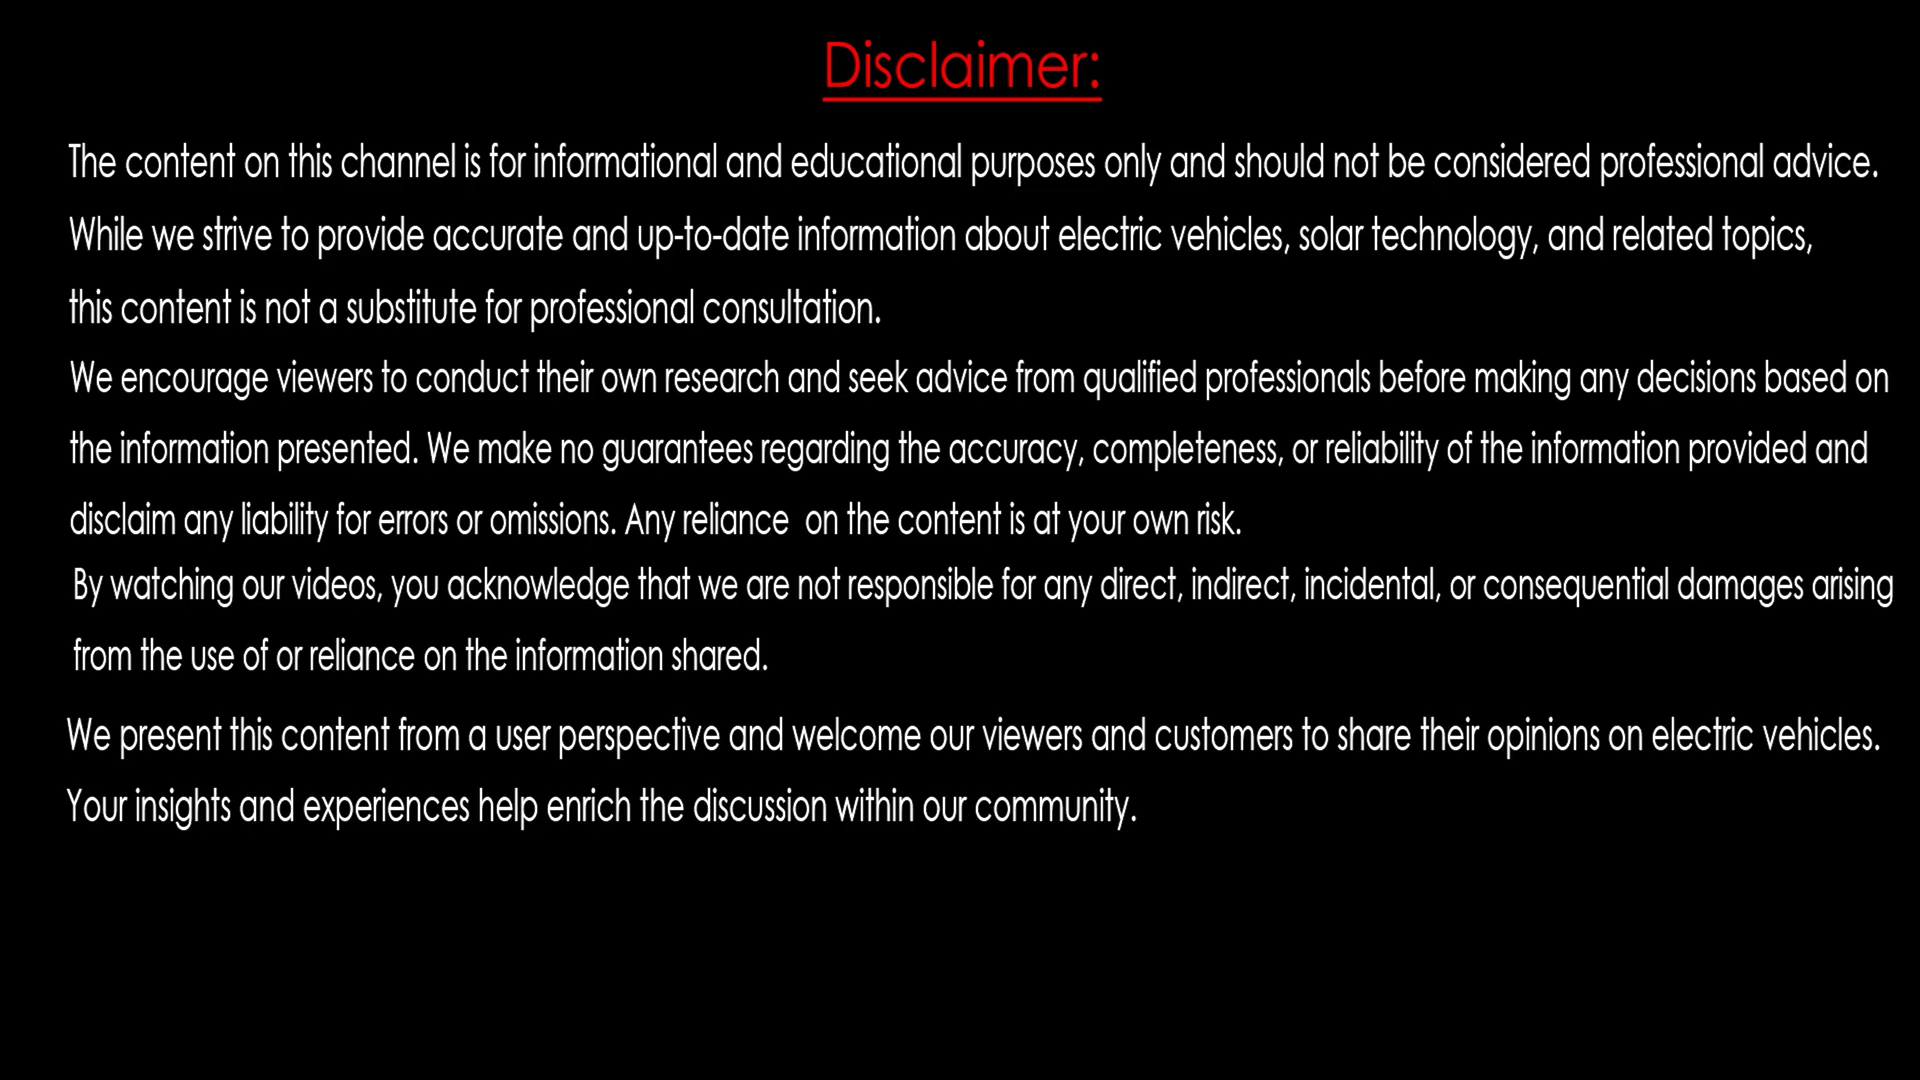 Disclaimer:
The content on this channel is for informational and educational purposes only and should not be considered professional advice.
While we strive to provide accurate and up-to-date information about electric vehicles, solar technology, and related topics,
this content is not a substitute for professional consultation.
We encourage viewers to conduct their own research and seek advice from qualified professionals before making any decisions based on
the information presented. We make no guarantees regarding the accuracy, completeness, or reliability of the information provided and
disclaim any liability for errors or omissions. Any reliance  on the content is at your own risk.
By watching our videos, you acknowledge that we are not responsible for any direct, indirect, incidental, or consequential damages arising
from the use of or reliance on the information shared.
We present this content from a user perspective and welcome our viewers and customers to share their opinions on electric vehicles.
Your insights and experiences help enrich the discussion within our community.